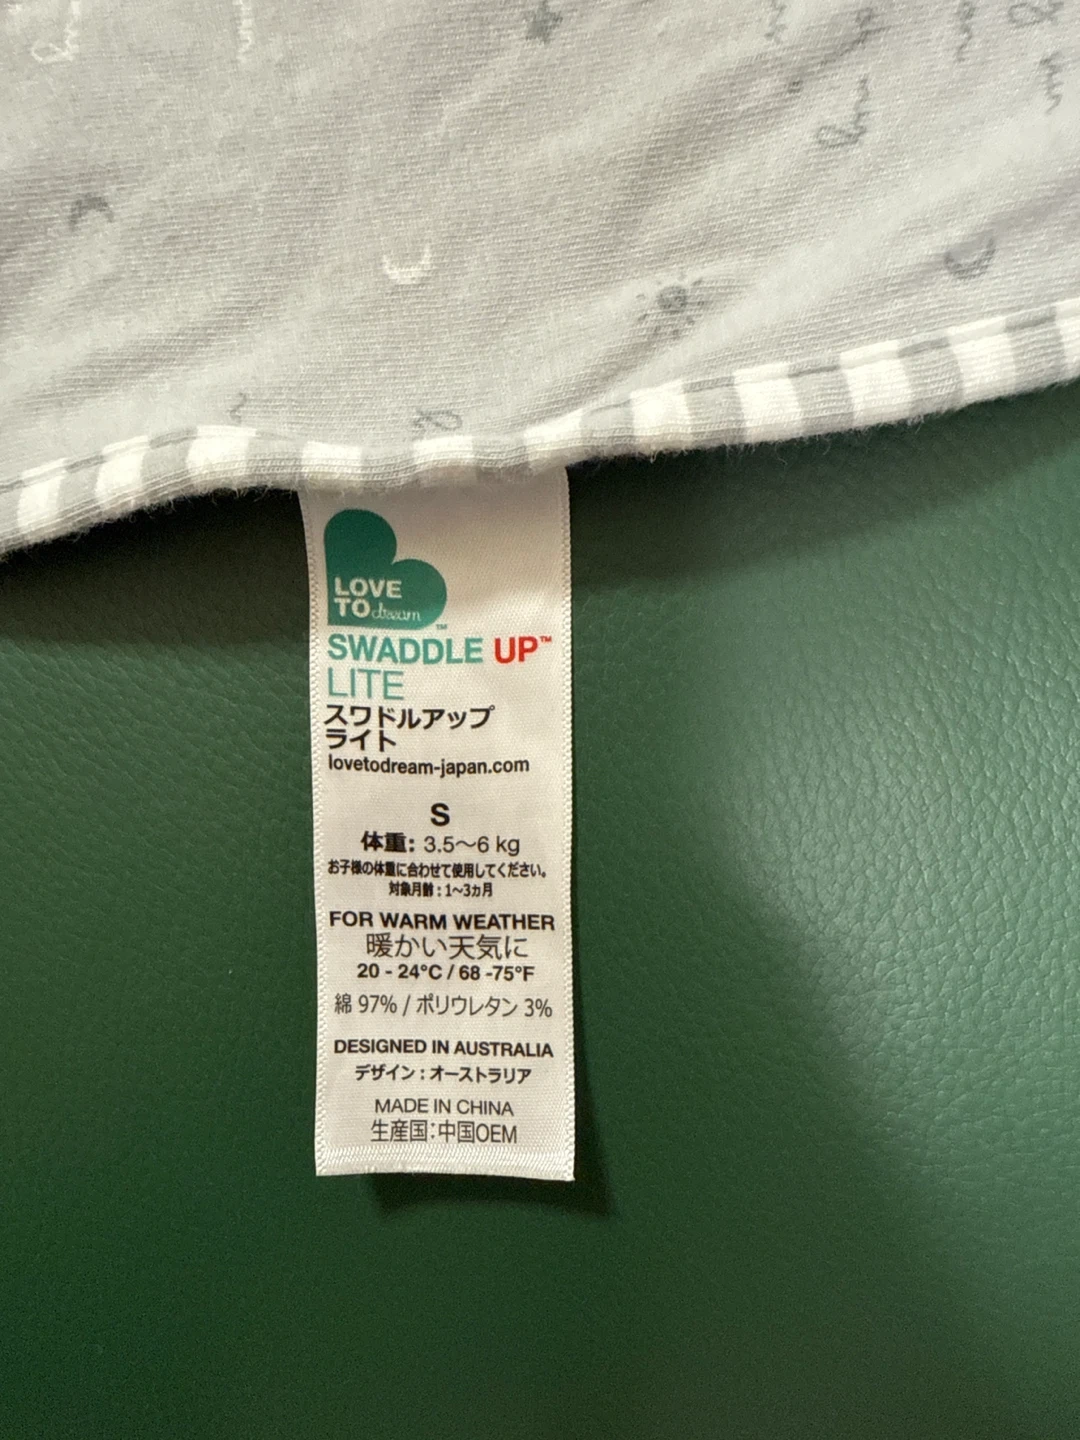 LOVE
TO dream™
SWADDLE UP™
LITE
スワドルアップ
ライト
lovetodream-japan.com
S
体重: 3.5～6 kg
お子様の体重に合わせて使用してください。
対象月齢 : 1～3カ月
FOR WARM WEATHER
暖かい天気に
20 - 24°C / 68 -75°F
綿 97% / ポリウレタン 3%
DESIGNED IN AUSTRALIA
デザイン : オーストラリア
MADE IN CHINA
生産国:中国OEM